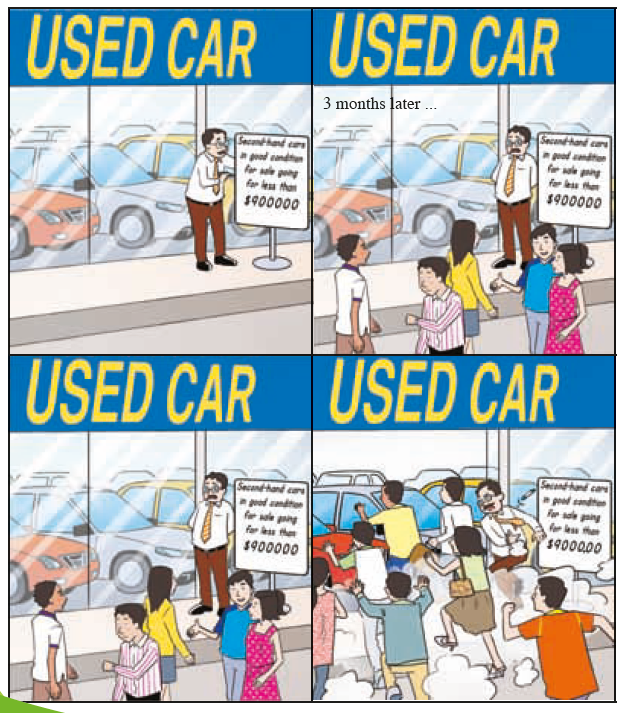 USED CAR
Second-hand cars
in good condition
for sale going
for less than
$900000
USED CAR
3 months later ...
Second-hand cars
in good condition
for sale going
for less than
$900000
USED CAR
Second-hand cars
in good condition
for sale going
for less than
$900000
USED CAR
Second-hand cars
in good condition
for sale going
for less than
$9000.00